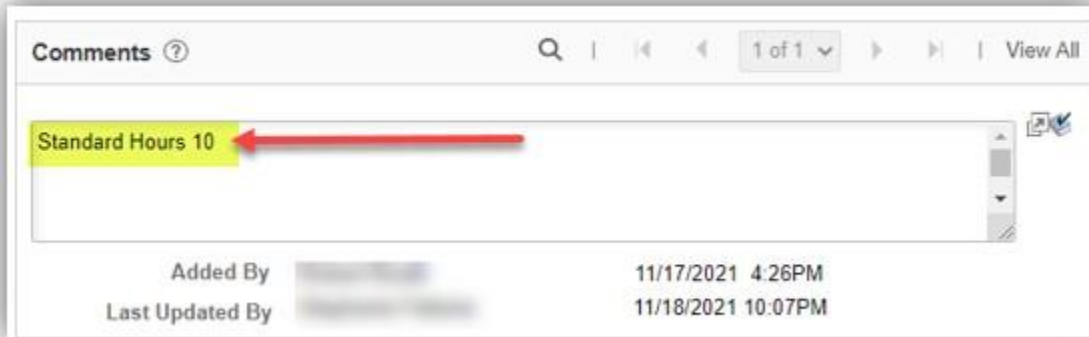 Comments ?
1 of 1
View All
Standard Hours 10
Added By 11/17/2021 4:26PM
Last Updated By 11/18/2021 10:07PM